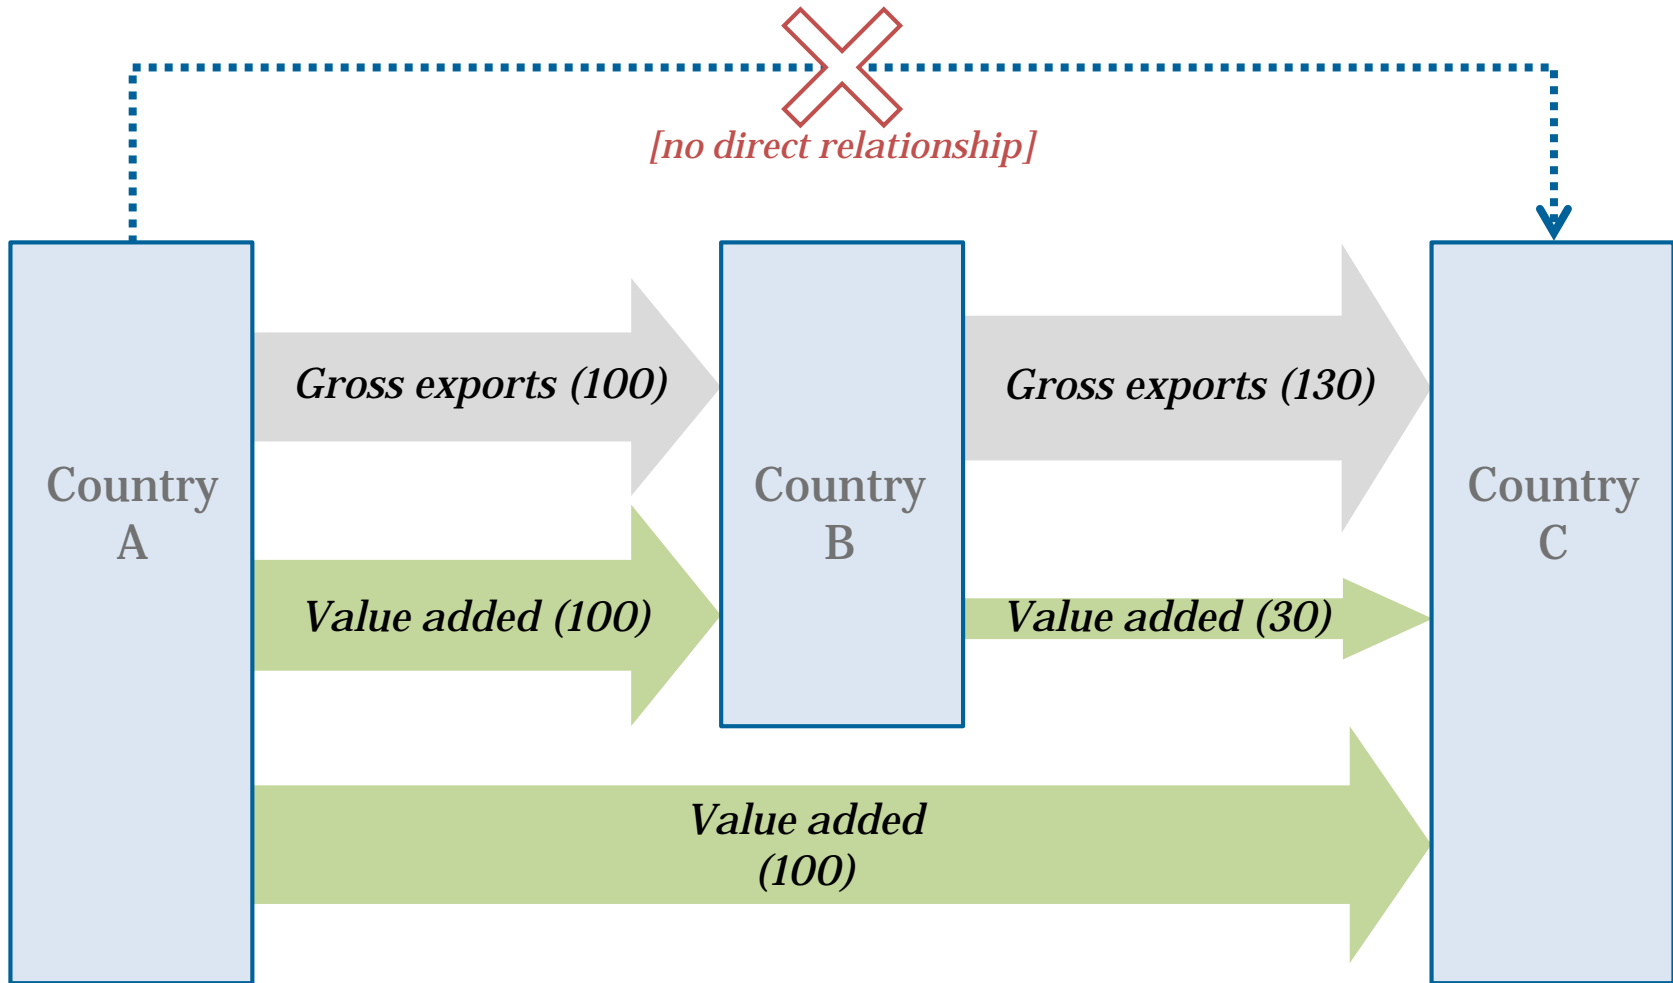 [no direct relationship]
Gross exports (100)
Gross exports (130)
Country
A
Country
B
Country
C
Value added (100)
Value added (30)
Value added
(100)